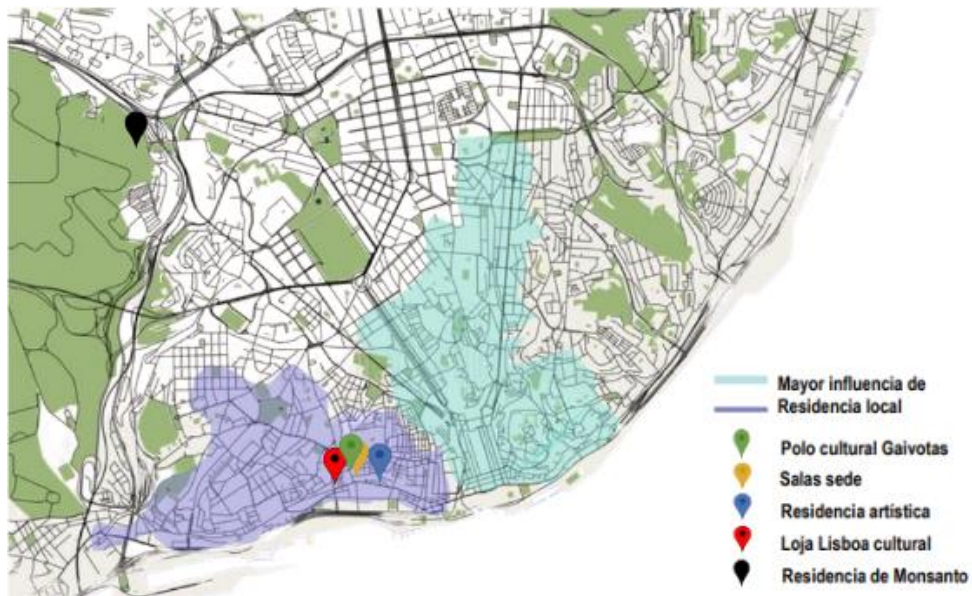 Mayor influencia de
Residencia local
Polo cultural Gaivotas
Salas sede
Residencia artística
Loja Lisboa cultural
Residencia de Monsanto